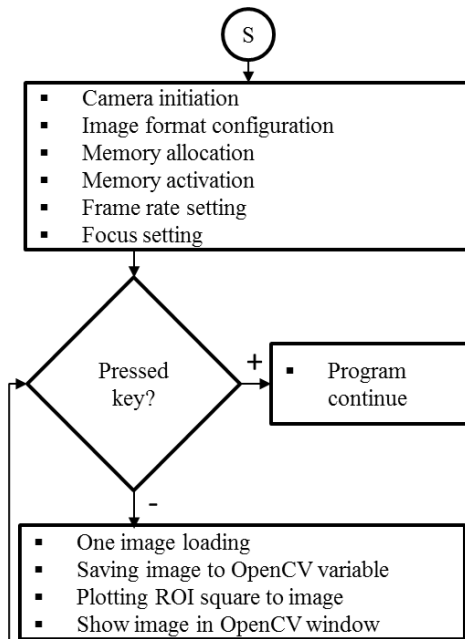 S
▪ Camera initiation
▪ Image format configuration
▪ Memory allocation
▪ Memory activation
▪ Frame rate setting
▪ Focus setting
Pressed
key?
+
▪ Program
continue
-
▪ One image loading
▪ Saving image to OpenCV variable
▪ Plotting ROI square to image
▪ Show image in OpenCV window